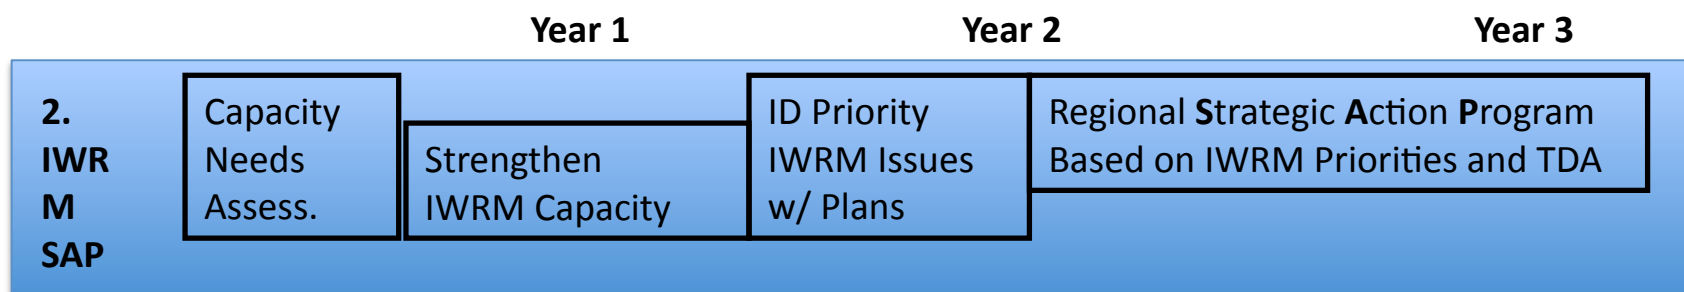 Year 1 Year 2 Year 3
2.
IWR
M
SAP
Capacity
Needs
Assess.
Strengthen
IWRM Capacity
ID Priority
IWRM Issues
w/ Plans
Regional Strategic Action Program
Based on IWRM Priorities and TDA